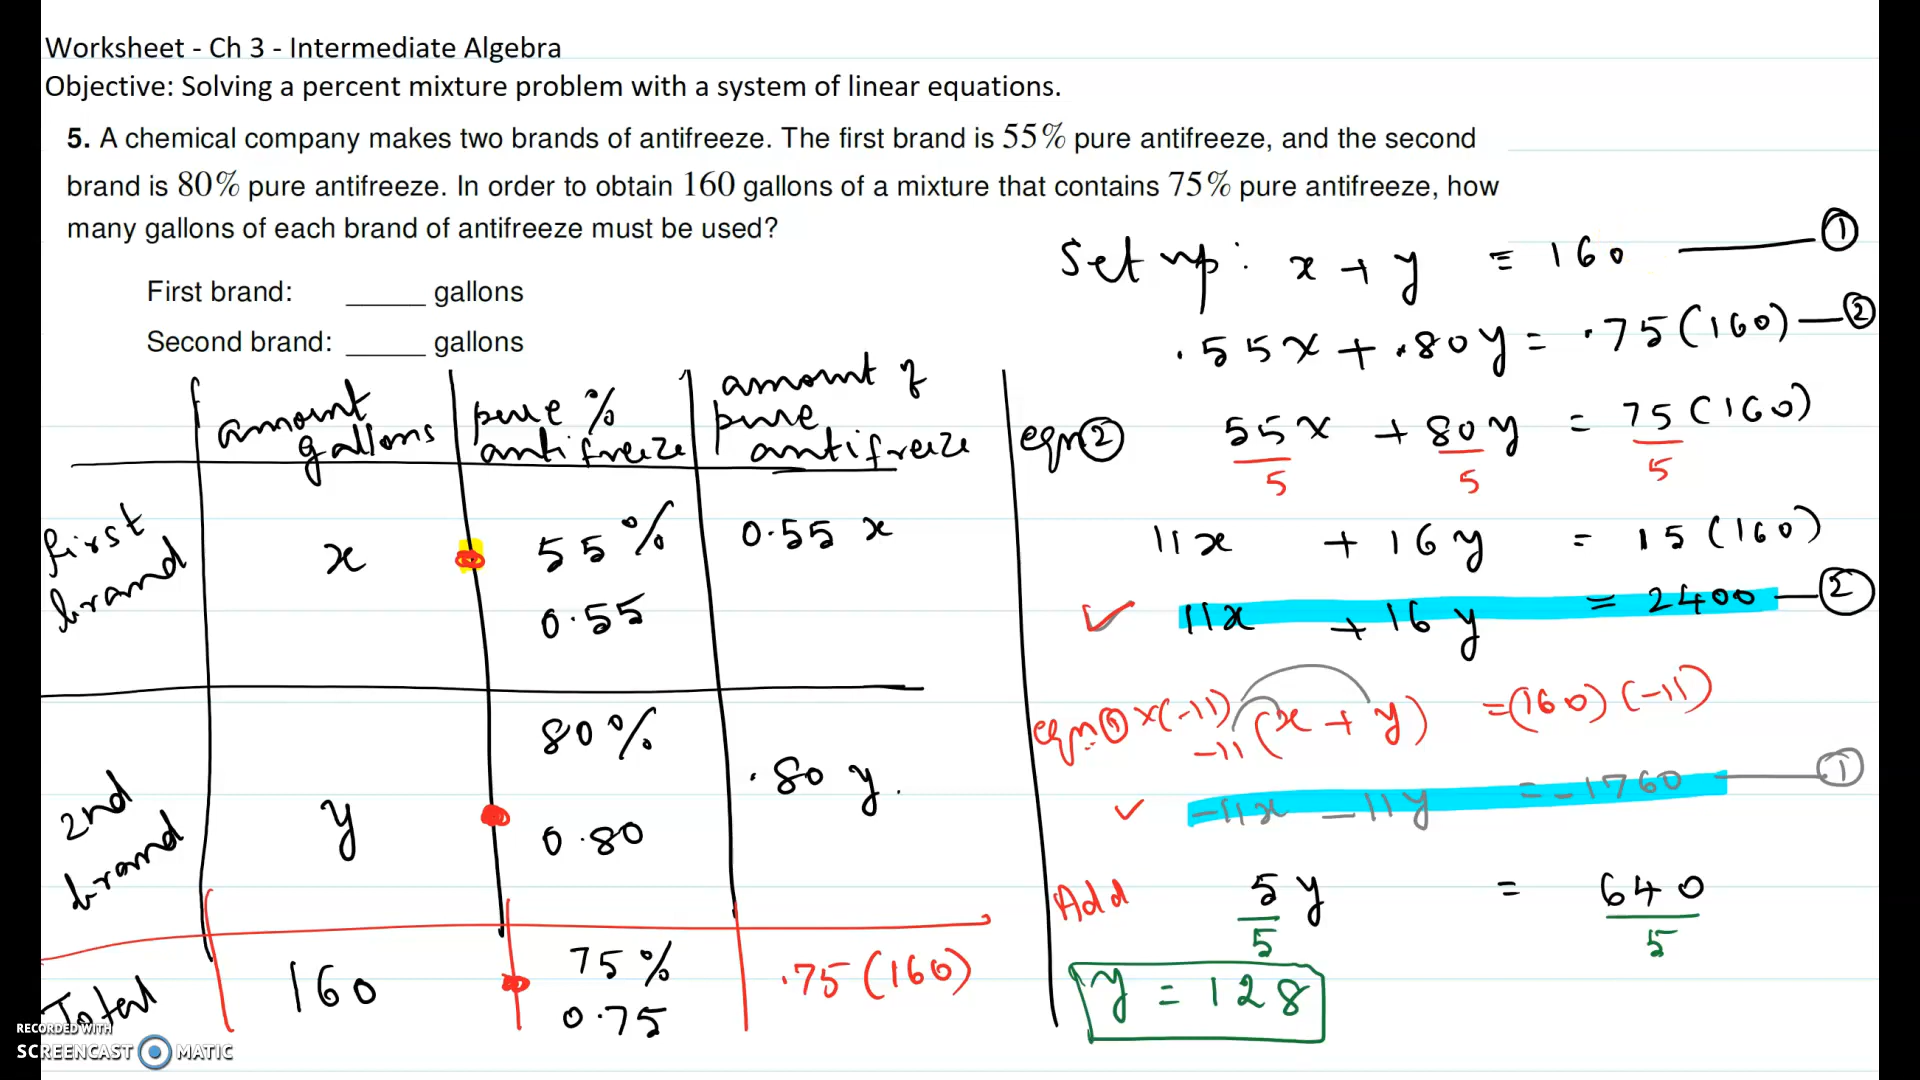 Worksheet - Ch 3 - Intermediate Algebra
Objective: Solving a percent mixture problem with a system of linear equations.
5. A chemical company makes two brands of antifreeze. The first brand is 55% pure antifreeze, and the second
brand is 80% pure antifreeze. In order to obtain 160 gallons of a mixture that contains 75% pure antifreeze, how
many gallons of each brand of antifreeze must be used?
First brand: _____ gallons
Second brand: _____ gallons
amount gallons
pure % antifreeze
amount of pure antifreeze
first brand
x
55%
0.55
0.55 x
2nd brand
y
80%
0.80
.80 y.
Total
160
75%
0.75
.75 (160)
Set up: x + y = 160 ①
.55x + .80y = .75(160) — ②
eqn ② 55x + 80y = 75(160)
5 5 5
11x + 16y = 15(160)
✓ 11x + 16y = 2400 — ②
eqn ① x(-11) -11(x + y) = (160)(-11)
✓ -11x - 11y = -1760 ①
Add 5y = 640
5 5
y = 128
RECORDED WITH
SCREENCAST MATIC